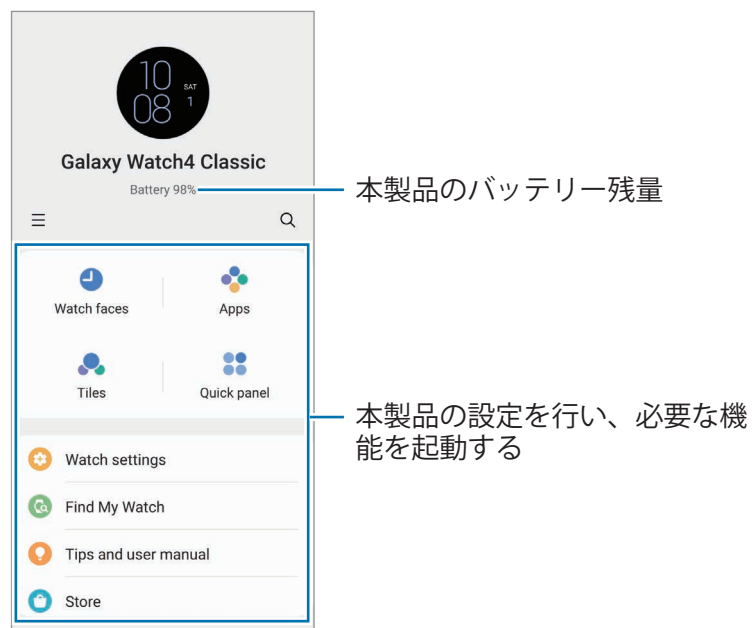 10
08
SAT
1
Galaxy Watch4 Classic
Battery 98%
本製品のバッテリー残量
Watch faces
Apps
Tiles
Quick panel
本製品の設定を行い、必要な機
能を起動する
Watch settings
Find My Watch
Tips and user manual
Store